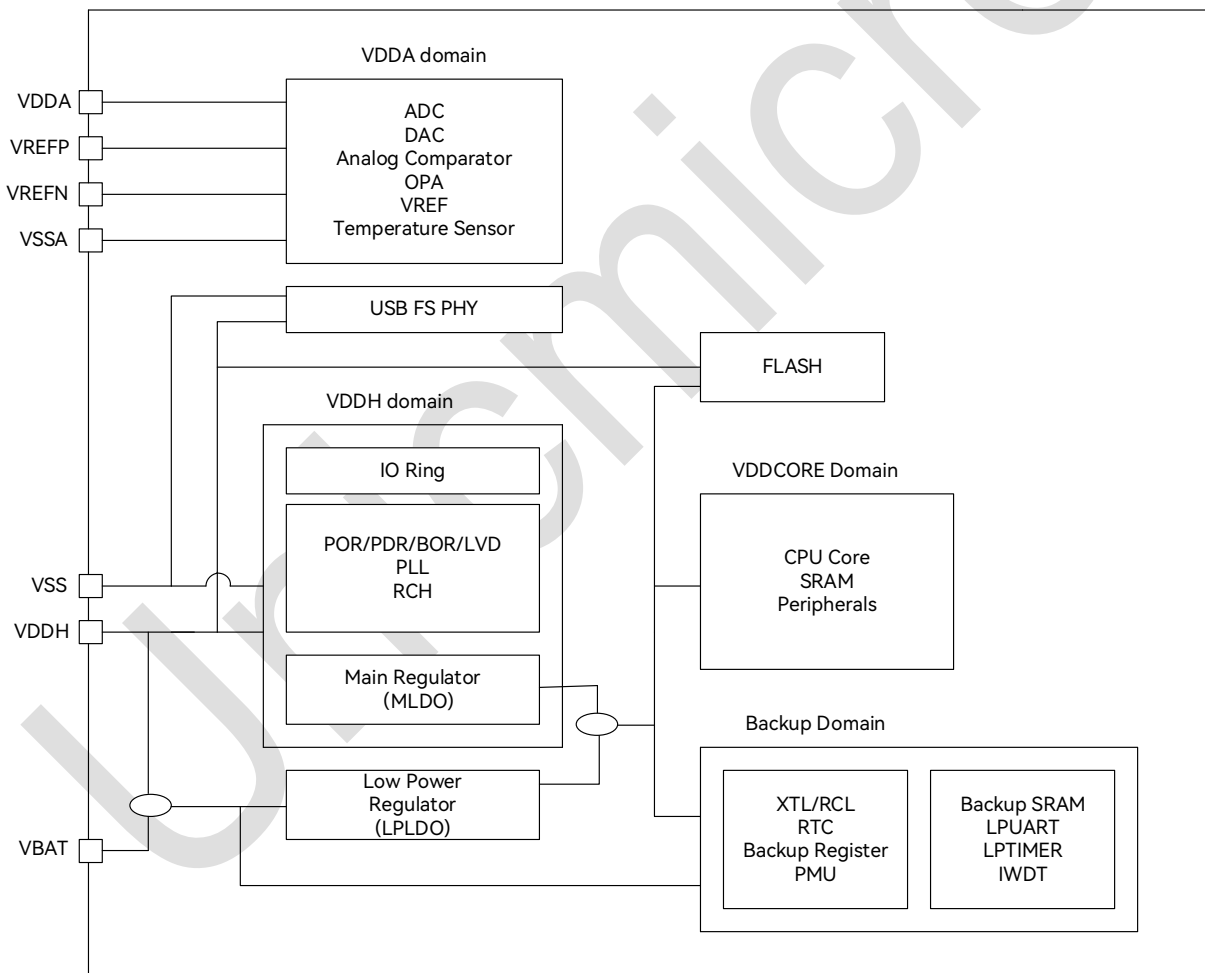 VDDA domain
VDDA
VREFP
VREFN
VSSA
ADC
DAC
Analog Comparator
OPA
VREF
Temperature Sensor
USB FS PHY
FLASH
VDDH domain
IO Ring
VDDCORE Domain
POR/PDR/BOR/LVD
PLL
RCH
CPU Core
SRAM
Peripherals
VSS
VDDH
Main Regulator
(MLDO)
Backup Domain
Low Power
Regulator
(LPLDO)
VBAT
XTL/RCL
RTC
Backup Register
PMU
Backup SRAM
LPUART
LPTIMER
IWDT
Unicmicro